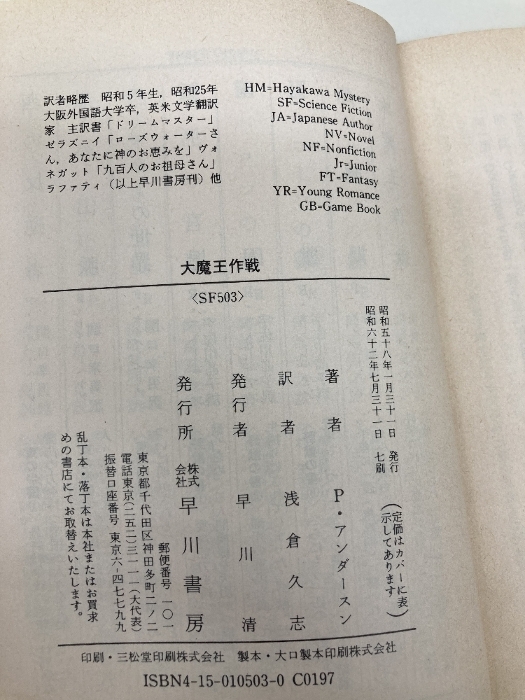 訳者略歴 昭和5年生,昭和25年
大阪外国語大学卒,英米文学翻訳
家 主訳書「ドリームマスター」
ゼラズニイ「ローズウォーターさ
ん,あなたに神のお恵みを」ヴォ
ネガット「九百人のお祖母さん」
ラファティ(以上早川書房刊)他
HM=Hayakawa Mystery
SF=Science Fiction
JA=Japanese Author
NV=Novel
NF=Nonfiction
Jr=Junior
FT=Fantasy
YR=Young Romance
GB=Game Book
大魔王作戦
〈SF503〉
昭和五十八年一月三十一日 発行
昭和六十二年七月三十一日 七刷
(定価はカバーに表
示してあります)
著者 P・アンダースン
訳者 浅倉久志
発行者 早川清
発行所 株式会社 早川書房
郵便番号 一〇一
東京都千代田区神田多町二ノ二
電話東京(二五二)三一一一(大代表)
振替口座番号 東京六-四七七九九
乱丁本・落丁本は本社またはお買求
めの書店にてお取替えいたします。
印刷・三松堂印刷株式会社 製本・大口製本印刷株式会社
ISBN4-15-010503-0 C0197